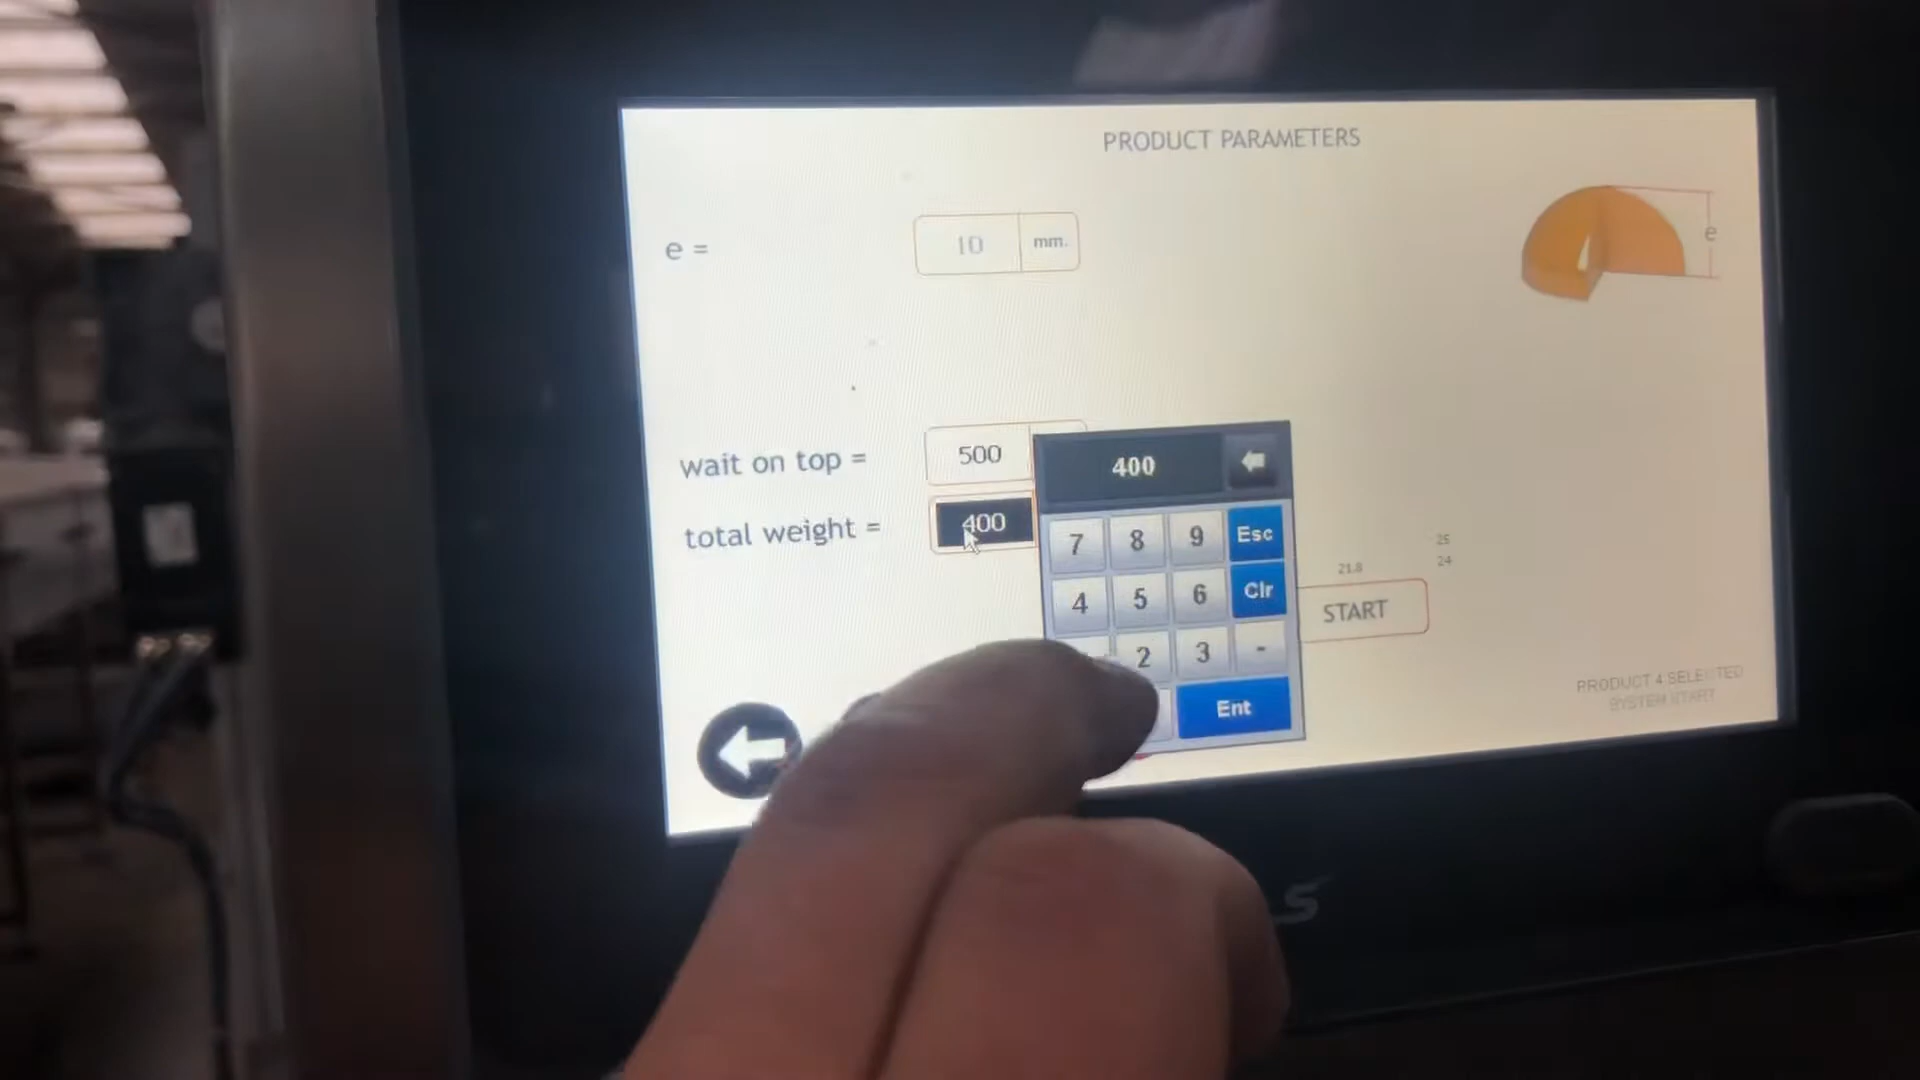 PRODUCT PARAMETERS
e =
10 mm.
e
wait on top =
500
total weight =
400
400
7 8 9 Esc
4 5 6 Clr
2 3 -
Ent
25
24
21.8
START
PRODUCT 4 SELECTED
SYSTEM START
S